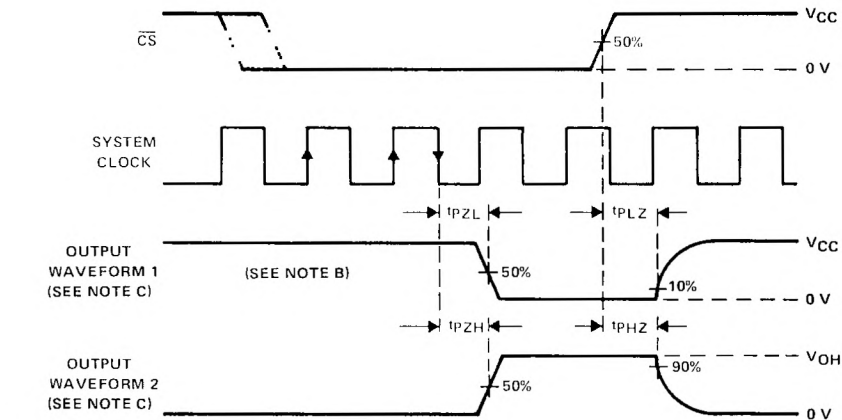 VCC
CS
50%
0 V
SYSTEM
CLOCK
tPZL
tPLZ
OUTPUT
WAVEFORM 1
(SEE NOTE C)
(SEE NOTE B)
50%
VCC
10%
0 V
tPZH
tPHZ
OUTPUT
WAVEFORM 2
(SEE NOTE C)
50%
VOH
90%
0 V